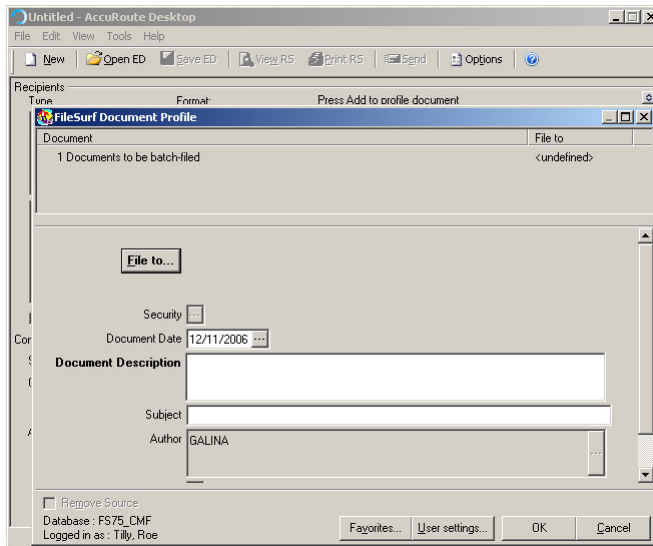 Untitled - AccuRoute Desktop
File Edit View Tools Help
New Open ED Save ED View RS Print RS Send Options
Recipients
Type Format: Press Add to profile document
FileSurf Document Profile
Document File to
1 Documents to be batch-filed <undefined>
File to...
Security ...
Document Date 12/11/2006 ...
Document Description
Subject
Author GALINA ...
Remove Source
Database : FS75_CMF
Logged in as : Tilly, Roe
Favorites... User settings... OK Cancel